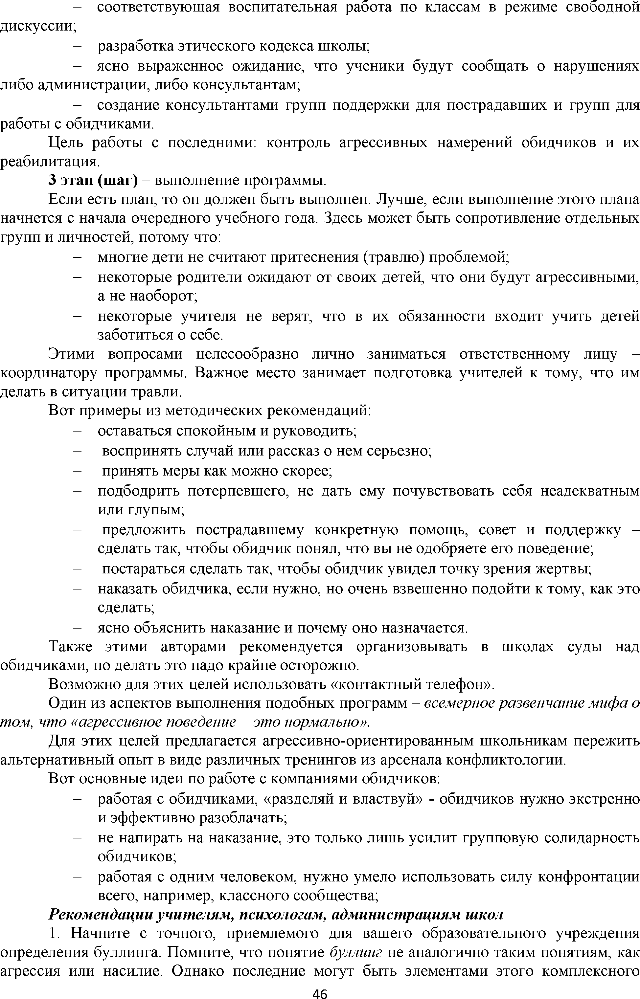 – соответствующая воспитательная работа по классам в режиме свободной
дискуссии;
– разработка этического кодекса школы;
– ясно выраженное ожидание, что ученики будут сообщать о нарушениях
либо администрации, либо консультантам;
– создание консультантами групп поддержки для пострадавших и групп для
работы с обидчиками.
Цель работы с последними: контроль агрессивных намерений обидчиков и их
реабилитация.
3 этап (шаг) – выполнение программы.
Если есть план, то он должен быть выполнен. Лучше, если выполнение этого плана
начнется с начала очередного учебного года. Здесь может быть сопротивление отдельных
групп и личностей, потому что:
– многие дети не считают притеснения (травлю) проблемой;
– некоторые родители ожидают от своих детей, что они будут агрессивными,
а не наоборот;
– некоторые учителя не верят, что в их обязанности входит учить детей
заботиться о себе.
Этими вопросами целесообразно лично заниматься ответственному лицу –
координатору программы. Важное место занимает подготовка учителей к тому, что им
делать в ситуации травли.
Вот примеры из методических рекомендаций:
– оставаться спокойным и руководить;
– воспринять случай или рассказ о нем серьезно;
– принять меры как можно скорее;
– подбодрить потерпевшего, не дать ему почувствовать себя неадекватным
или глупым;
– предложить пострадавшему конкретную помощь, совет и поддержку –
сделать так, чтобы обидчик понял, что вы не одобряете его поведение;
– постараться сделать так, чтобы обидчик увидел точку зрения жертвы;
– наказать обидчика, если нужно, но очень взвешенно подойти к тому, как это
сделать;
– ясно объяснить наказание и почему оно назначается.
Также этими авторами рекомендуется организовывать в школах суды над
обидчиками, но делать это надо крайне осторожно.
Возможно для этих целей использовать «контактный телефон».
Один из аспектов выполнения подобных программ – всемерное развенчание мифа о
том, что «агрессивное поведение – это нормально».
Для этих целей предлагается агрессивно-ориентированным школьникам пережить
альтернативный опыт в виде различных тренингов из арсенала конфликтологии.
Вот основные идеи по работе с компаниями обидчиков:
– работая с обидчиками, «разделяй и властвуй» - обидчиков нужно экстренно
и эффективно разоблачать;
– не напирать на наказание, это только лишь усилит групповую солидарность
обидчиков;
– работая с одним человеком, нужно умело использовать силу конфронтации
всего, например, классного сообщества;
Рекомендации учителям, психологам, администрациям школ
1. Начните с точного, приемлемого для вашего образовательного учреждения
определения буллинга. Помните, что понятие буллинг не аналогично таким понятиям, как
агрессия или насилие. Однако последние могут быть элементами этого комплексного
46